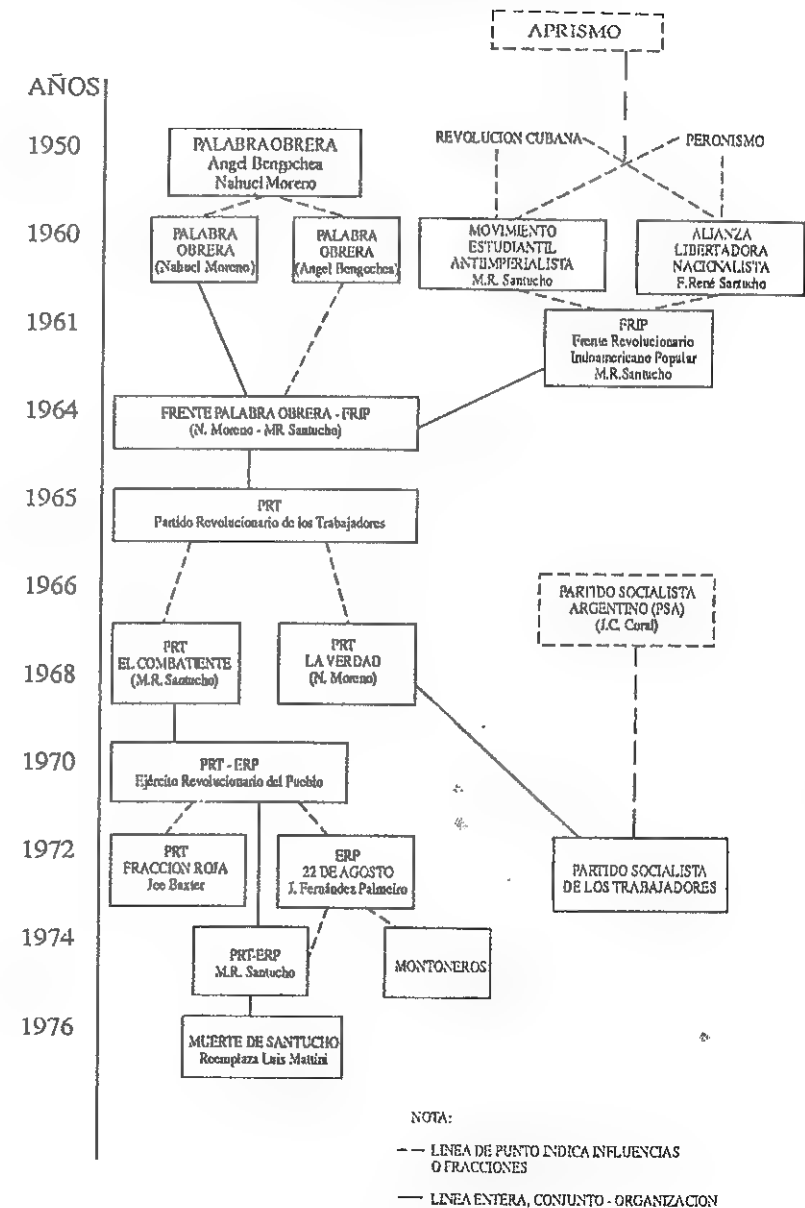 APRISMO
AÑOS
1950
PALABRA OBRERA
Angel Bengochea
Nahuel Moreno
REVOLUCION CUBANA
PERONISMO
1960
PALABRA
OBRERA
(Nahuel Moreno)
PALABRA
OBRERA
(Angel Bengochea)
MOVIMIENTO
ESTUDIANTIL
ANTIIMPERIALISTA
M.R. Santucho
ALIANZA
LIBERTADORA
NACIONALISTA
F.René Santucho
1961
FRIP
Frente Revolucionario
Indoamericano Popular
M.R.Santucho
1964
FRENTE PALABRA OBRERA - FRIP
(N. Moreno - MR Santucho)
1965
PRT
Partido Revolucionario de los Trabajadores
1966
PARTIDO SOCIALISTA
ARGENTINO (PSA)
(J.C. Coral)
1968
PRT
EL COMBATIENTE
(M.R. Santucho)
PRT
LA VERDAD
(N. Moreno)
1970
PRT - ERP
Ejército Revolucionario del Pueblo
1972
PRT
FRACCION ROJA
Joe Baxter
ERP
22 DE AGOSTO
J. Fernández Palmeiro
PARTIDO SOCIALISTA
DE LOS TRABAJADORES
1974
PRT-ERP
M.R. Santucho
MONTONEROS
1976
MUERTE DE SANTUCHO
Reemplaza Luis Mattini
NOTA:
LINEA DE PUNTO INDICA INFLUENCIAS
O FRACCIONES
LINEA ENTERA, CONJUNTO - ORGANIZACION